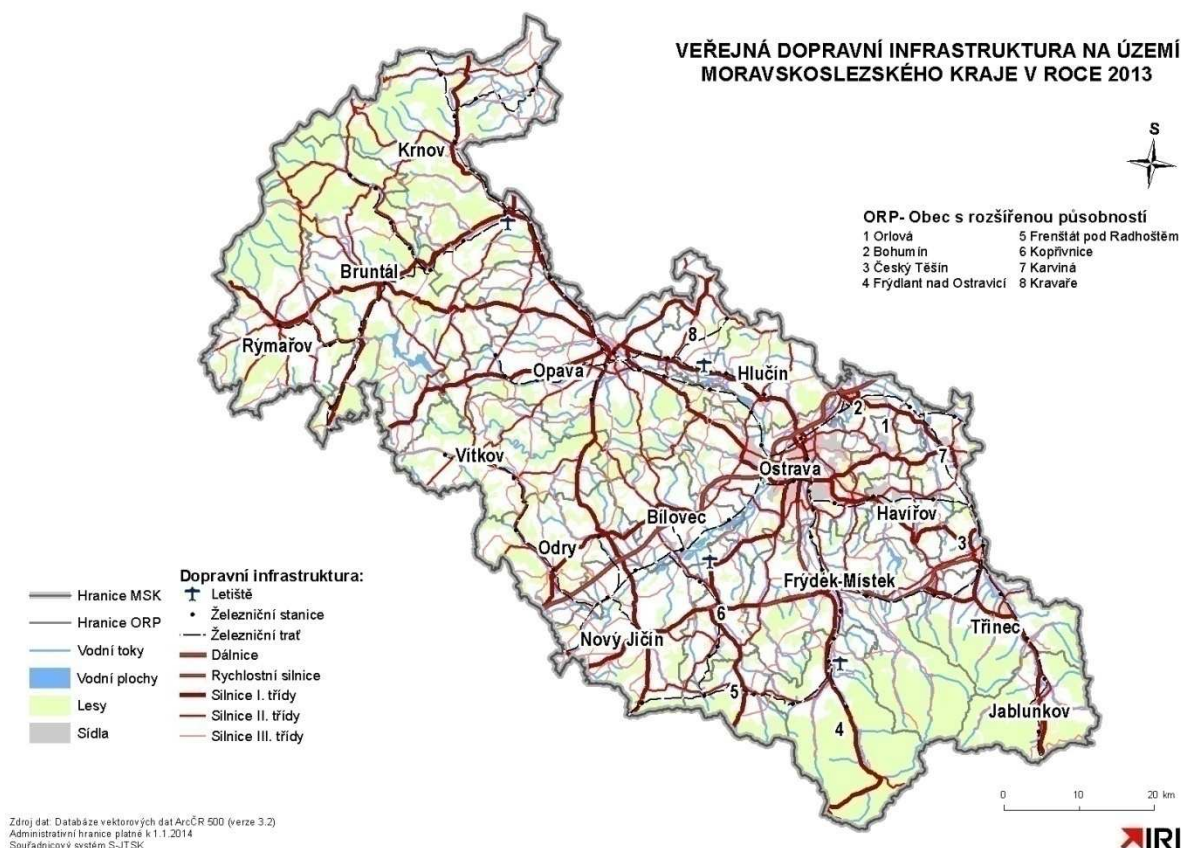 VEŘEJNÁ DOPRAVNÍ INFRASTRUKTURA NA ÚZEMÍ
MORAVSKOSLEZSKÉHO KRAJE V ROCE 2013
S
ORP- Obec s rozšířenou působností
1 Orlová
2 Bohumín
3 Český Těšín
4 Frýdlant nad Ostravicí
5 Frenštát pod Radhoštěm
6 Kopřivnice
7 Karviná
8 Kravaře
Krnov
Bruntál
Rýmařov
8
Opava
Hlučín
2
1
Vítkov
Ostrava
7
Bílovec
Havířov
Odry
3
Frýdek-Místek
6
Nový Jičín
Třinec
5
4
Jablunkov
Hranice MSK
Hranice ORP
Vodní toky
Vodní plochy
Lesy
Sídla
Dopravní infrastruktura:
Letiště
Železniční stanice
Železniční trať
Dálnice
Rychlostní silnice
Silnice I. třídy
Silnice II. třídy
Silnice III. třídy
0 10 20 km
Zdroj dat: Databáze vektorových dat ArcČR 500 (verze 3.2)
Administrativní hranice platné k 1.1.2014
Souřadnicový systém S-JTSK
IRI